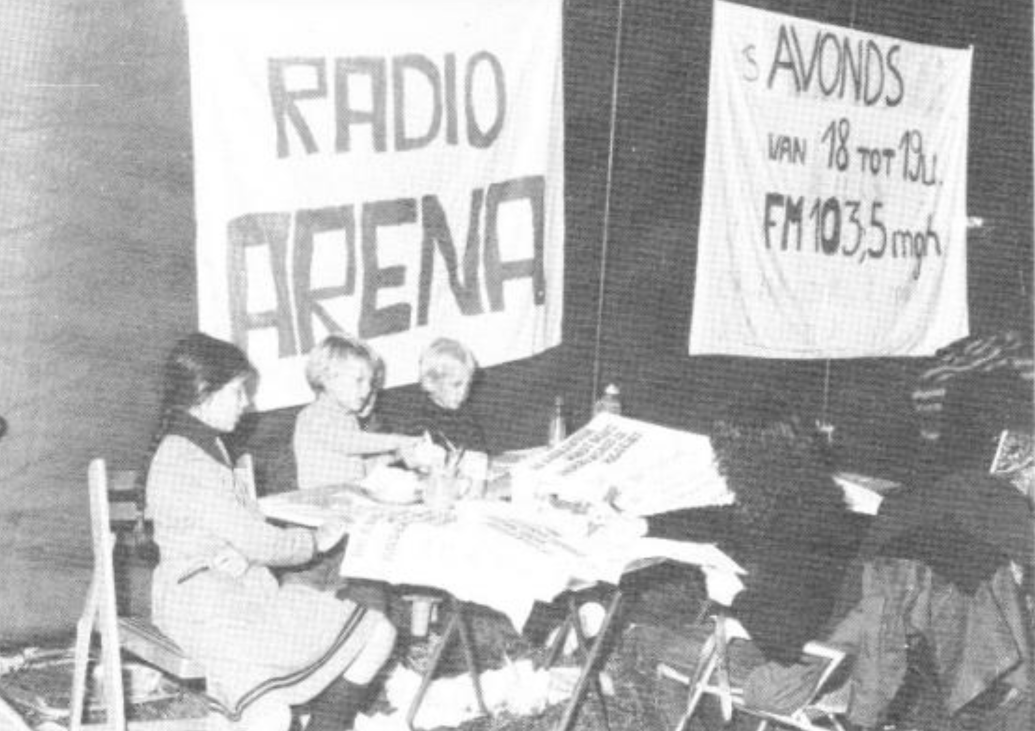 RADIO
ARENA
S AVONDS
VAN 18 TOT 19U.
FM 103,5 mgh